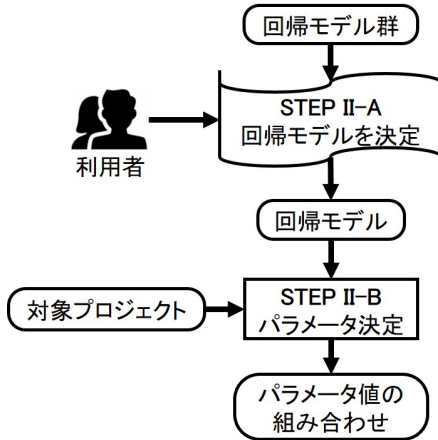 回帰モデル群
STEP II-A
回帰モデルを決定
利用者
回帰モデル
対象プロジェクト
STEP II-B
パラメータ決定
パラメータ値の
組み合わせ